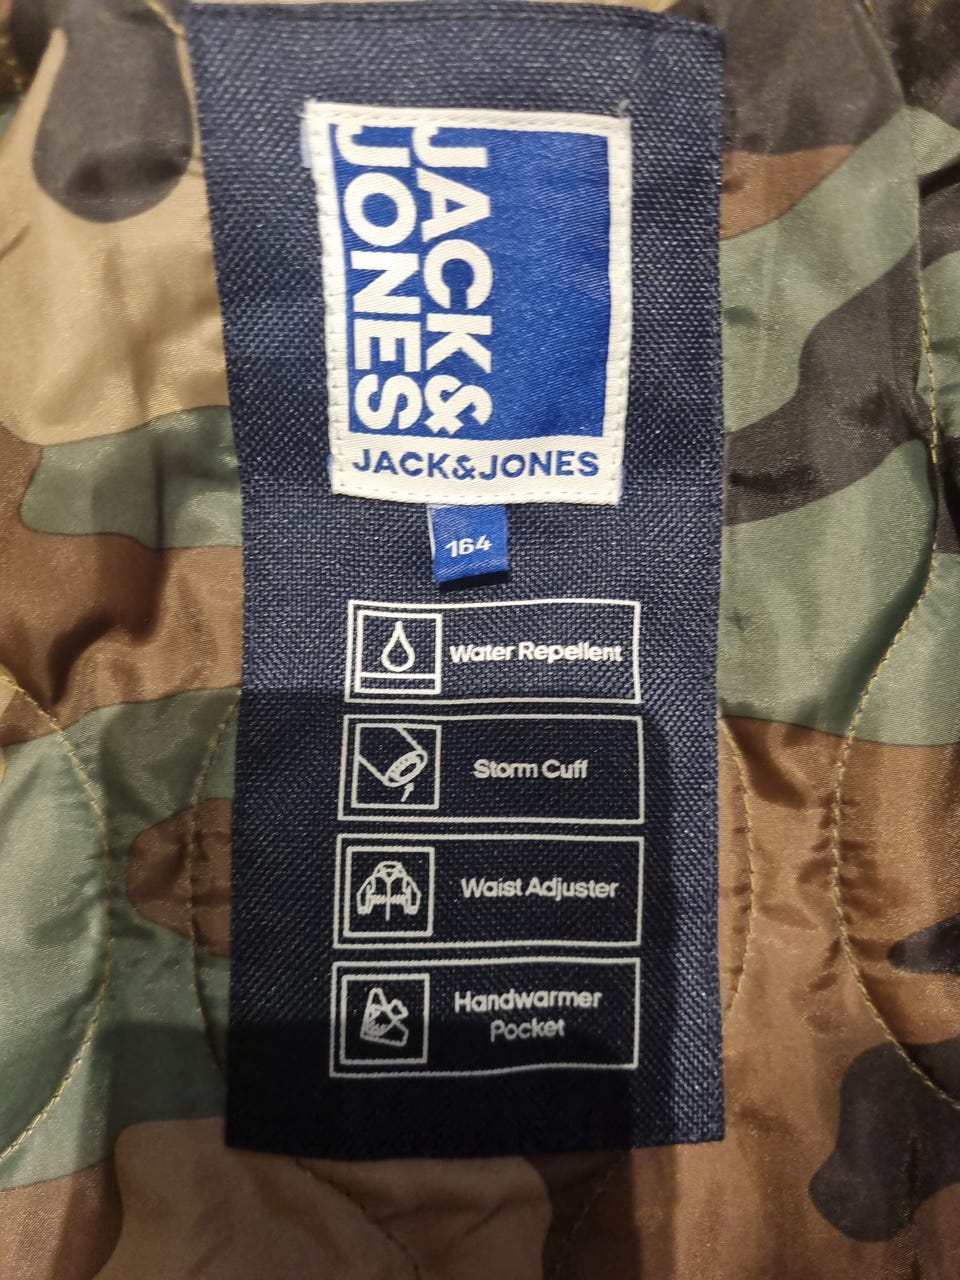 JACK&
JONES
JACK&JONES
164
Water Repellent
Storm Cuff
Waist Adjuster
Handwarmer
Pocket